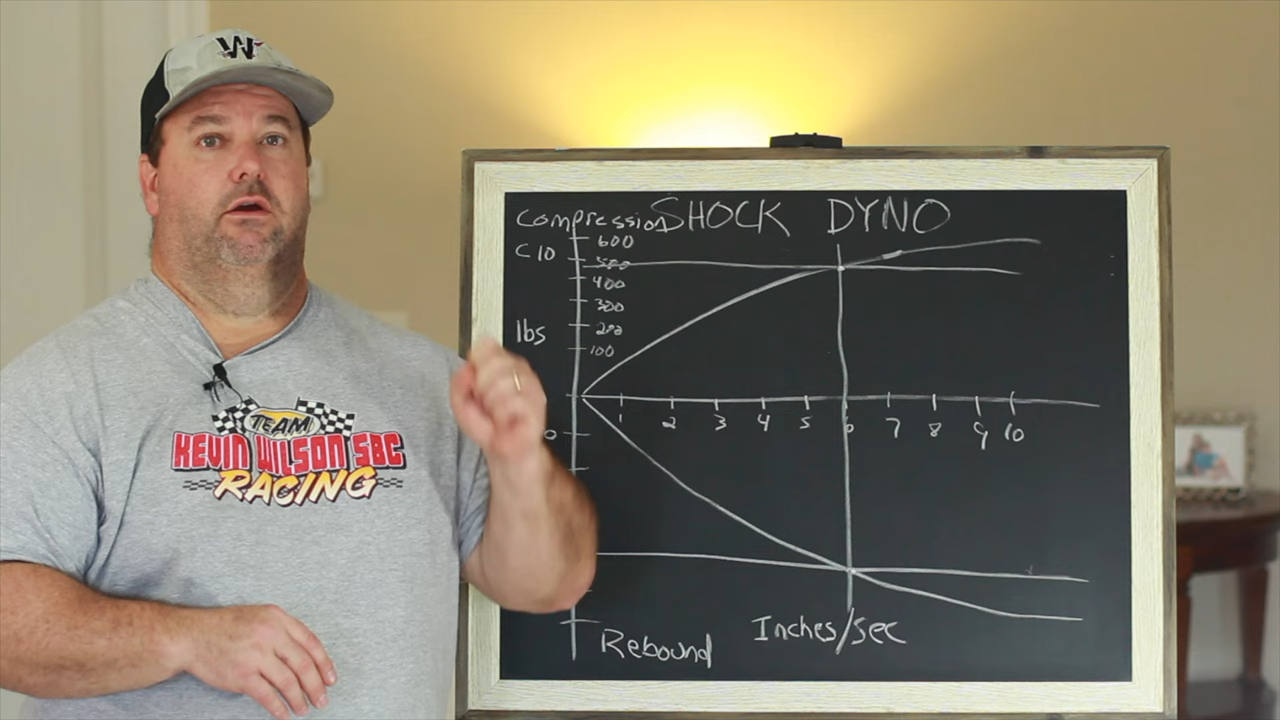 W
TEAM
KEVIN WILSON SBC
RACING
SHOCK DYNO
Compression
C10
600
500
400
300
200
100
lbs
1 2 3 4 5 6 7 8 9 10
0
Inches/sec
Rebound